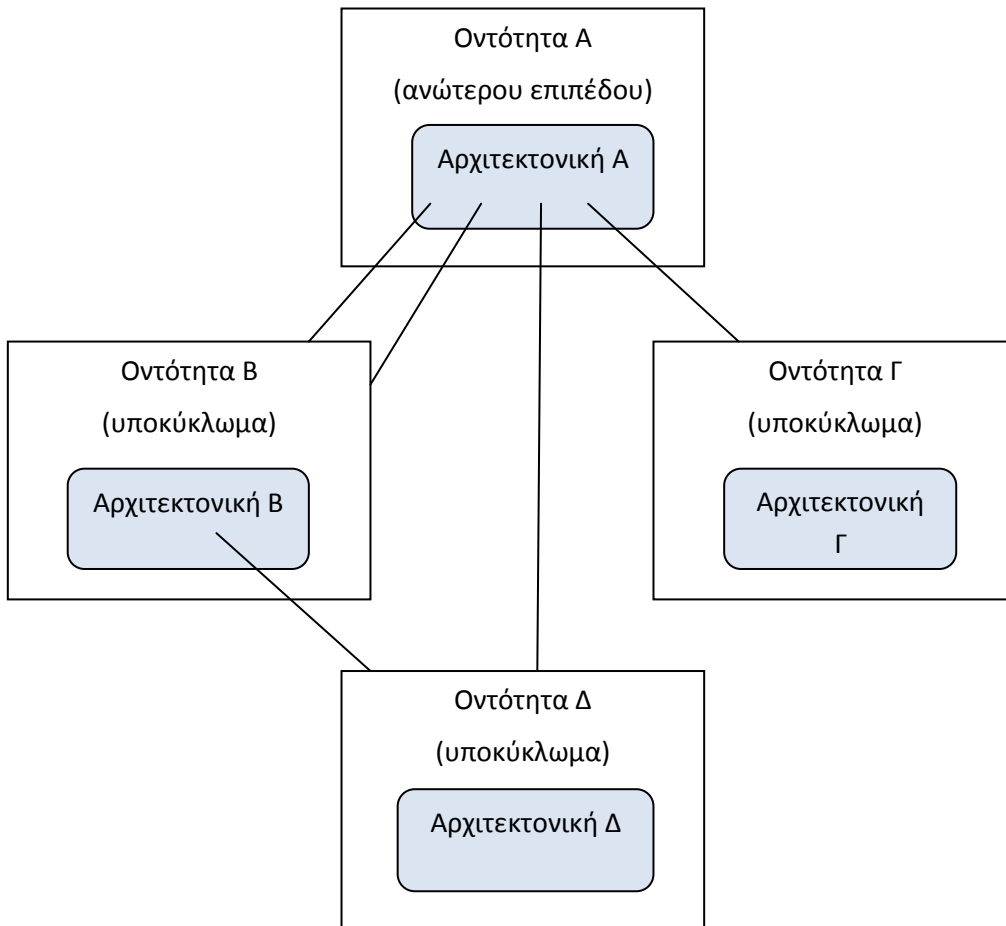 Οντότητα Α
(ανώτερου επιπέδου)
Αρχιτεκτονική Α
Οντότητα Β
(υποκύκλωμα)
Αρχιτεκτονική Β
Οντότητα Γ
(υποκύκλωμα)
Αρχιτεκτονική
Γ
Οντότητα Δ
(υποκύκλωμα)
Αρχιτεκτονική Δ